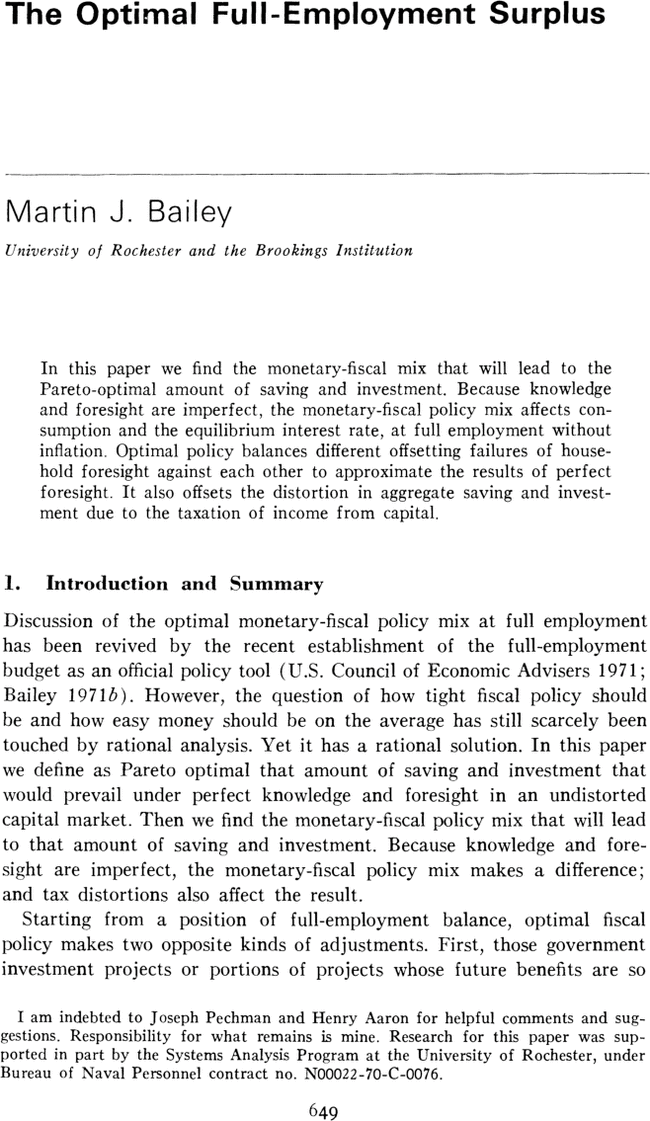 The Optimal Full-Employment Surplus
Martin J. Bailey
University of Rochester and the Brookings Institution
In this paper we find the monetary-fiscal mix that will lead to the
Pareto-optimal amount of saving and investment. Because knowledge
and foresight are imperfect, the monetary-fiscal policy mix affects con-
sumption and the equilibrium interest rate, at full employment without
inflation. Optimal policy balances different offsetting failures of house-
hold foresight against each other to approximate the results of perfect
foresight. It also offsets the distortion in aggregate saving and invest-
ment due to the taxation of income from capital.
1. Introduction and Summary
Discussion of the optimal monetary-fiscal policy mix at full employment
has been revived by the recent establishment of the full-employment
budget as an official policy tool (U.S. Council of Economic Advisers 1971;
Bailey 1971b). However, the question of how tight fiscal policy should
be and how easy money should be on the average has still scarcely been
touched by rational analysis. Yet it has a rational solution. In this paper
we define as Pareto optimal that amount of saving and investment that
would prevail under perfect knowledge and foresight in an undistorted
capital market. Then we find the monetary-fiscal policy mix that will lead
to that amount of saving and investment. Because knowledge and fore-
sight are imperfect, the monetary-fiscal policy mix makes a difference;
and tax distortions also affect the result.
Starting from a position of full-employment balance, optimal fiscal
policy makes two opposite kinds of adjustments. First, those government
investment projects or portions of projects whose future benefits are so
I am indebted to Joseph Pechman and Henry Aaron for helpful comments and sug-
gestions. Responsibility for what remains is mine. Research for this paper was sup-
ported in part by the Systems Analysis Program at the University of Rochester, under
Bureau of Naval Personnel contract no. N00022-70-C-0076.
649